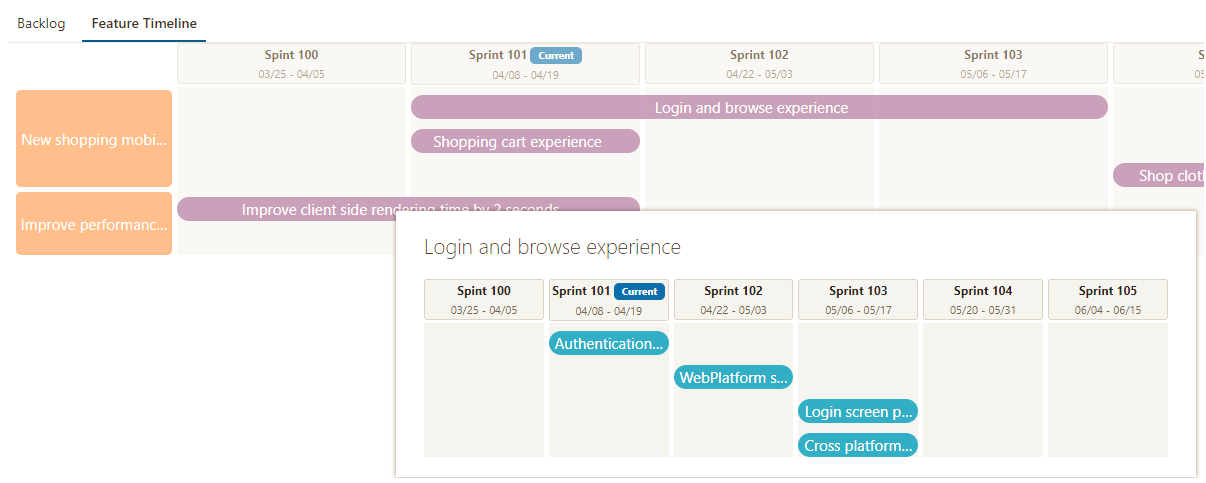 Backlog
Feature Timeline
Sprint 100
03/25 - 04/05
Sprint 101 Current
04/08 - 04/19
Sprint 102
04/22 - 05/03
Sprint 103
05/06 - 05/17
New shopping mobi...
Login and browse experience
Shopping cart experience
Shop clot
Improve performanc...
Improve client side rendering time by 2 seconds
Login and browse experience
Sprint 100
03/25 - 04/05
Sprint 101 Current
04/08 - 04/19
Sprint 102
04/22 - 05/03
Sprint 103
05/06 - 05/17
Sprint 104
05/20 - 05/31
Sprint 105
06/04 - 06/15
Authentication...
WebPlatform s...
Login screen p...
Cross platform...